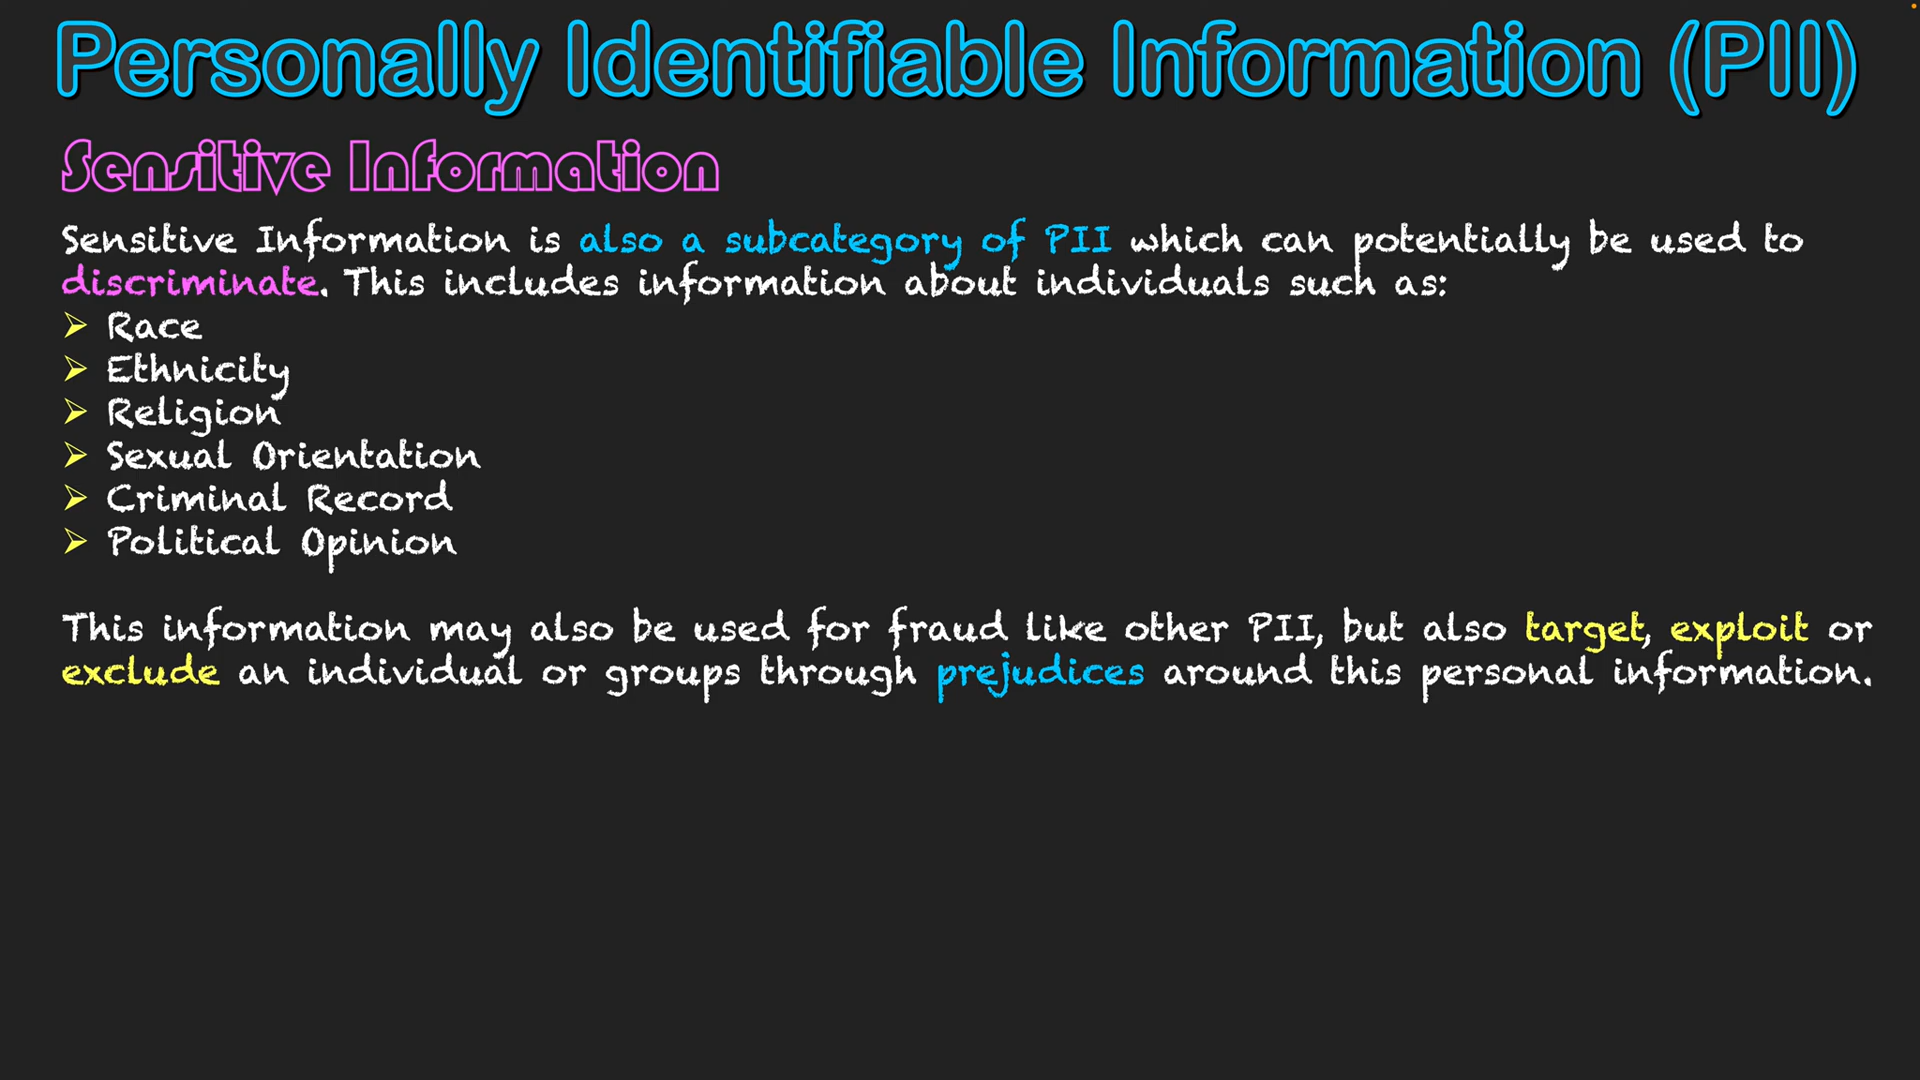 Personally Identifiable Information (PII)
Sensitive Information
Sensitive Information is also a subcategory of PII which can potentially be used to
discriminate. This includes information about individuals such as:
➢ Race
➢ Ethnicity
➢ Religion
➢ Sexual Orientation
➢ Criminal Record
➢ Political Opinion
This information may also be used for fraud like other PII, but also target, exploit or
exclude an individual or groups through prejudices around this personal information.